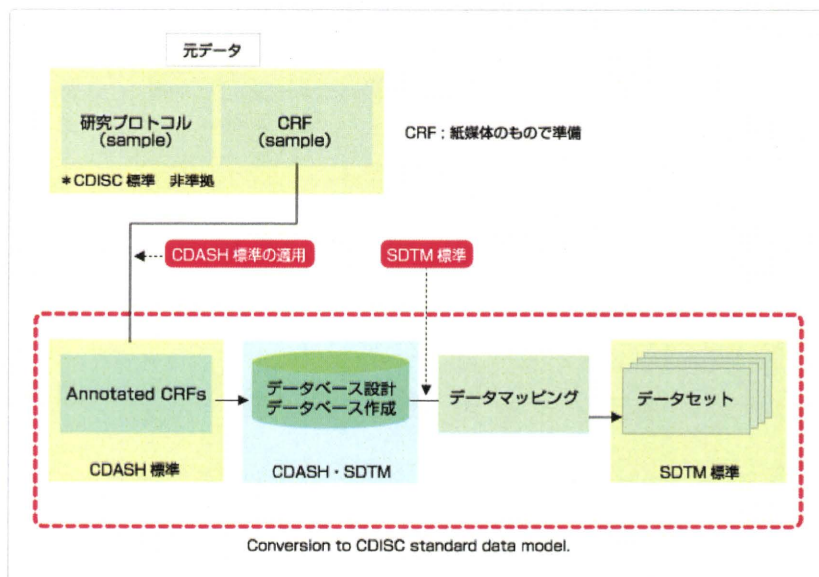 元データ
研究プロトコル
(sample)
CRF
(sample)
CRF：紙媒体のもので準備
＊CDISC 標準　非準拠
CDASH 標準の適用
SDTM 標準
Annotated CRFs
データベース設計
データベース作成
データマッピング
データセット
CDASH 標準
CDASH・SDTM
SDTM 標準
Conversion to CDISC standard data model.